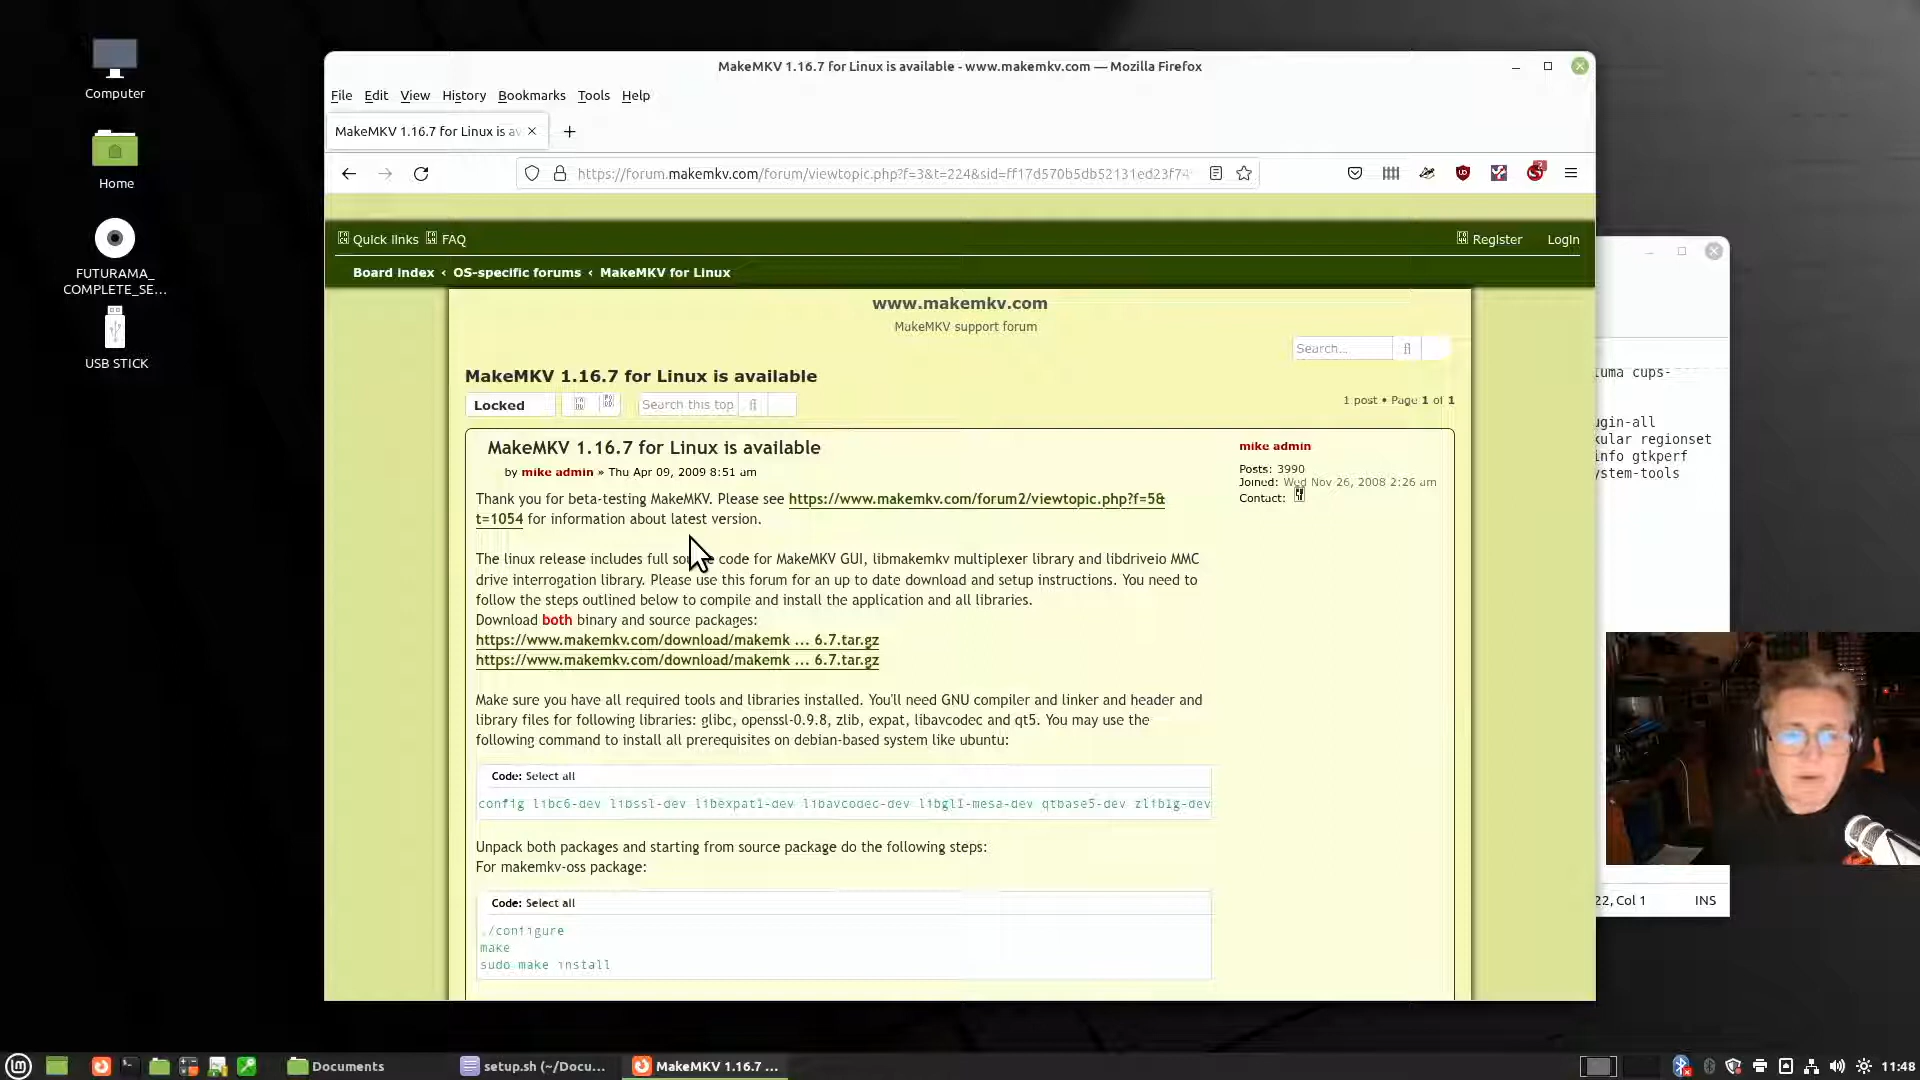 Computer
Home
FUTURAMA_
COMPLETE_SE...
USB STICK
MakeMKV 1.16.7 for Linux is available - www.makemkv.com — Mozilla Firefox
File Edit View History Bookmarks Tools Help
MakeMKV 1.16.7 for Linux is av
https://forum.makemkv.com/forum/viewtopic.php?f=3&t=224&sid=ff17d570b5db52131ed23f74
Quick links FAQ Register Login
Board index ‹ OS-specific forums ‹ MakeMKV for Linux
www.makemkv.com
MakeMKV support forum
Search...
MakeMKV 1.16.7 for Linux is available
Locked Search this top 1 post • Page 1 of 1
MakeMKV 1.16.7 for Linux is available
by mike admin » Thu Apr 09, 2009 8:51 am
mike admin
Posts: 3990
Joined: Wed Nov 26, 2008 2:26 am
Contact:
Thank you for beta-testing MakeMKV. Please see https://www.makemkv.com/forum2/viewtopic.php?f=5&
t=1054 for information about latest version.
The linux release includes full source code for MakeMKV GUI, libmakemkv multiplexer library and libdriveio MMC
drive interrogation library. Please use this forum for an up to date download and setup instructions. You need to
follow the steps outlined below to compile and install the application and all libraries.
Download both binary and source packages:
https://www.makemkv.com/download/makemk ... 6.7.tar.gz
https://www.makemkv.com/download/makemk ... 6.7.tar.gz
Make sure you have all required tools and libraries installed. You'll need GNU compiler and linker and header and
library files for following libraries: glibc, openssl-0.9.8, zlib, expat, libavcodec and qt5. You may use the
following command to install all prerequisites on debian-based system like ubuntu:
Code: Select all
config libc6-dev libssl-dev libexpat1-dev libavcodec-dev libgl1-mesa-dev qtbase5-dev zlib1g-dev
Unpack both packages and starting from source package do the following steps:
For makemkv-oss package:
Code: Select all
./configure
make
sudo make install
uma cups-
ugin-all
kular regionset
info gtkperf
ystem-tools
22, Col 1 INS
Documents setup.sh (~/Docu... MakeMKV 1.16.7 ... 11:48